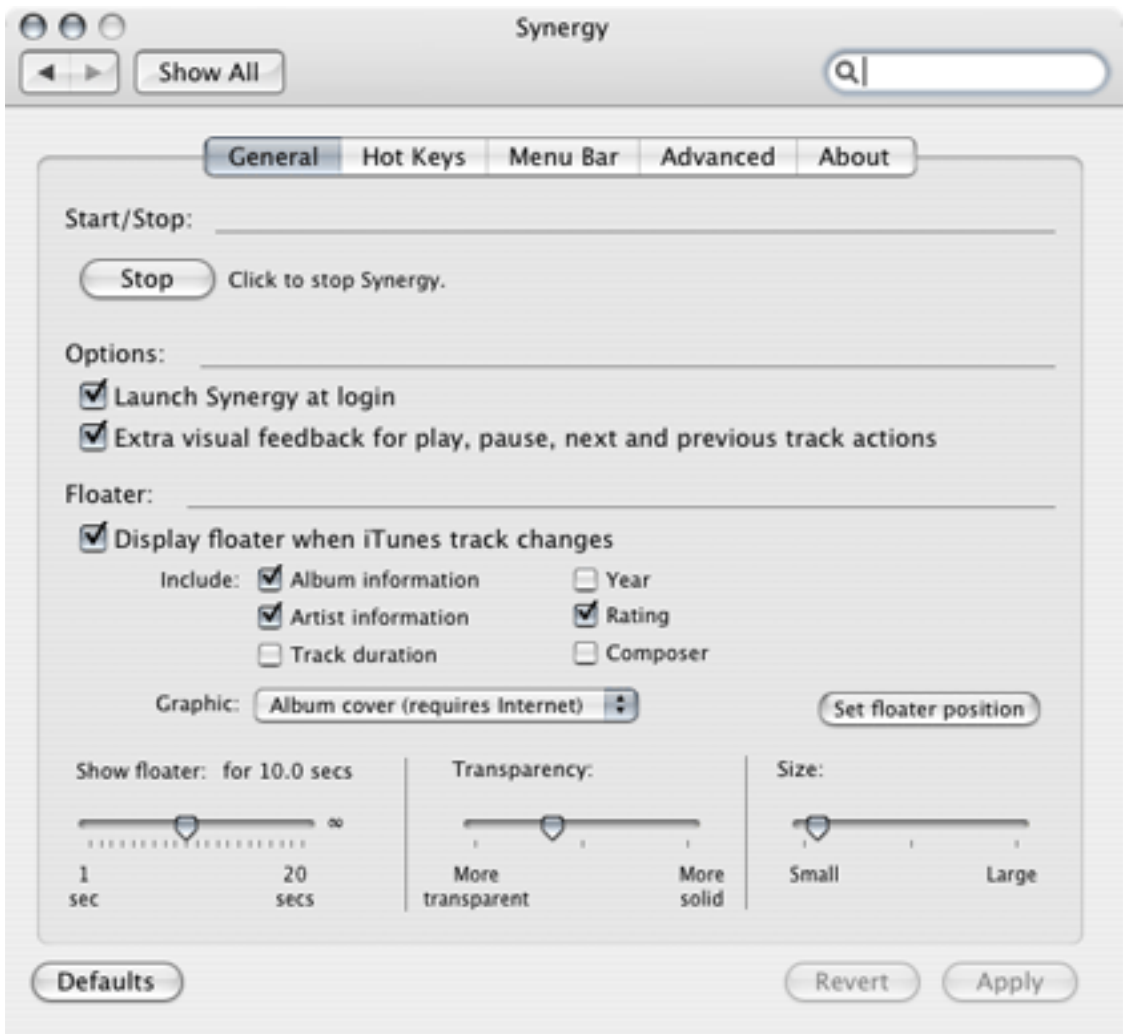 Synergy
Show All
General Hot Keys Menu Bar Advanced About
Start/Stop:
Stop Click to stop Synergy.
Options:
Launch Synergy at login
Extra visual feedback for play, pause, next and previous track actions
Floater:
Display floater when iTunes track changes
Include: Album information Year
Artist information Rating
Track duration Composer
Graphic: Album cover (requires Internet) Set floater position
Show floater: for 10.0 secs Transparency: Size:
∞
1 20 More More Small Large
sec secs transparent solid
Defaults Revert Apply